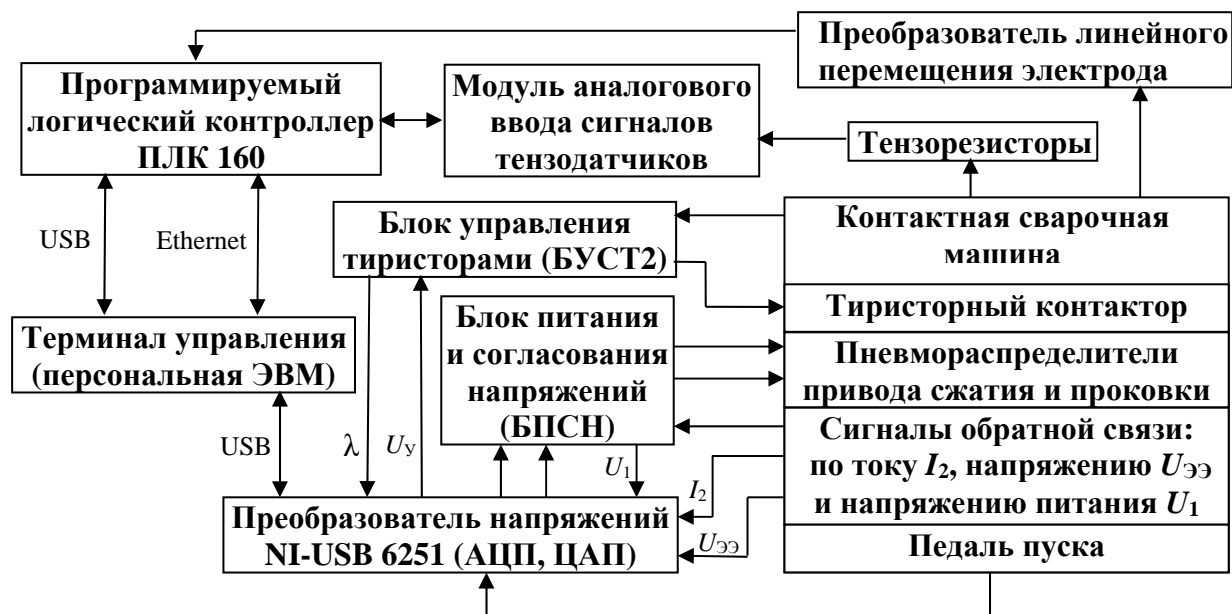 Преобразователь линейного
перемещения электрода
Программируемый
логический контроллер
ПЛК 160
Модуль аналогового
ввода сигналов
тензодатчиков
Тензорезисторы
USB
Ethernet
Блок управления
тиристорами (БУСТ2)
Контактная сварочная
машина
Тиристорный контактор
Терминал управления
(персональная ЭВМ)
Блок питания
и согласования
напряжений
(БПСН)
Пневмораспределители
привода сжатия и проковки
Сигналы обратной связи:
по току I2, напряжению UЭЭ
и напряжению питания U1
USB
λ
UУ
U1
I2
UЭЭ
Преобразователь напряжений
NI-USB 6251 (АЦП, ЦАП)
Педаль пуска